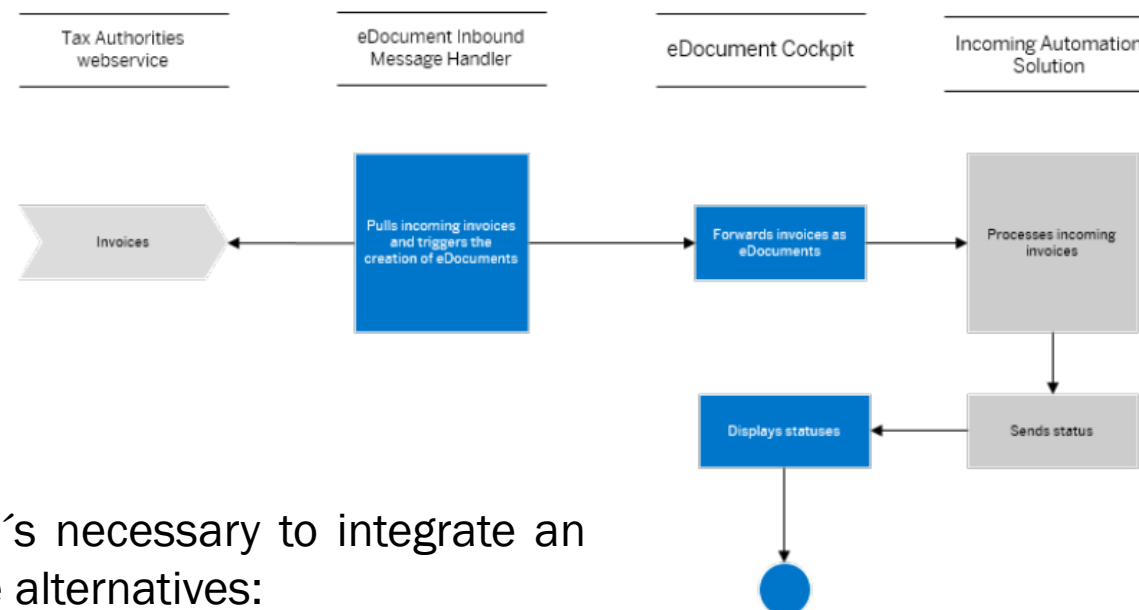 Tax Authorities
webservice
eDocument Inbound
Message Handler
eDocument Cockpit
Incoming Automation
Solution
Invoices
Pulls incoming invoices
and triggers the
creation of eDocuments
Forwards invoices as
eDocuments
Processes incoming
invoices
Displays statuses
Sends status
´s necessary to integrate an
alternatives: